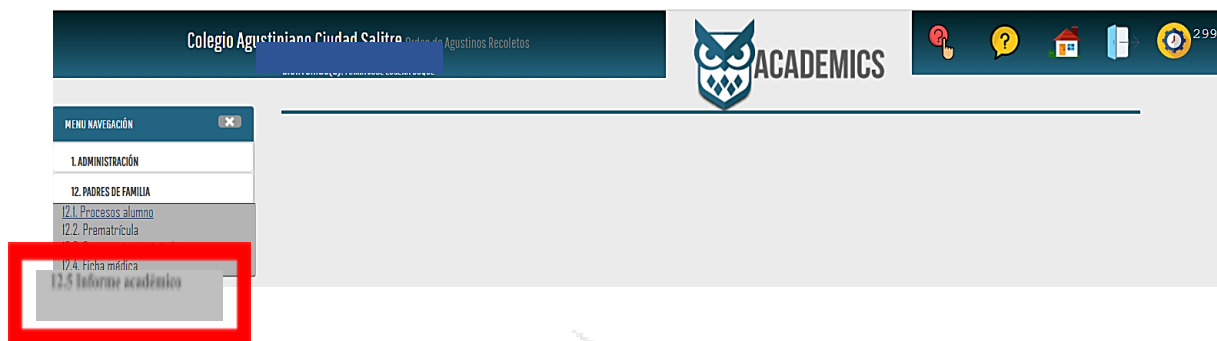 Colegio Agustiniano Ciudad Salitre Orden de Agustinos Recoletos
ACADEMICS
299
MENU NAVEGACIÓN
1. ADMINISTRACIÓN
12. PADRES DE FAMILIA
12.1. Procesos alumno
12.2. Prematrícula
12.4. Ficha médica
12.5 Informe académico